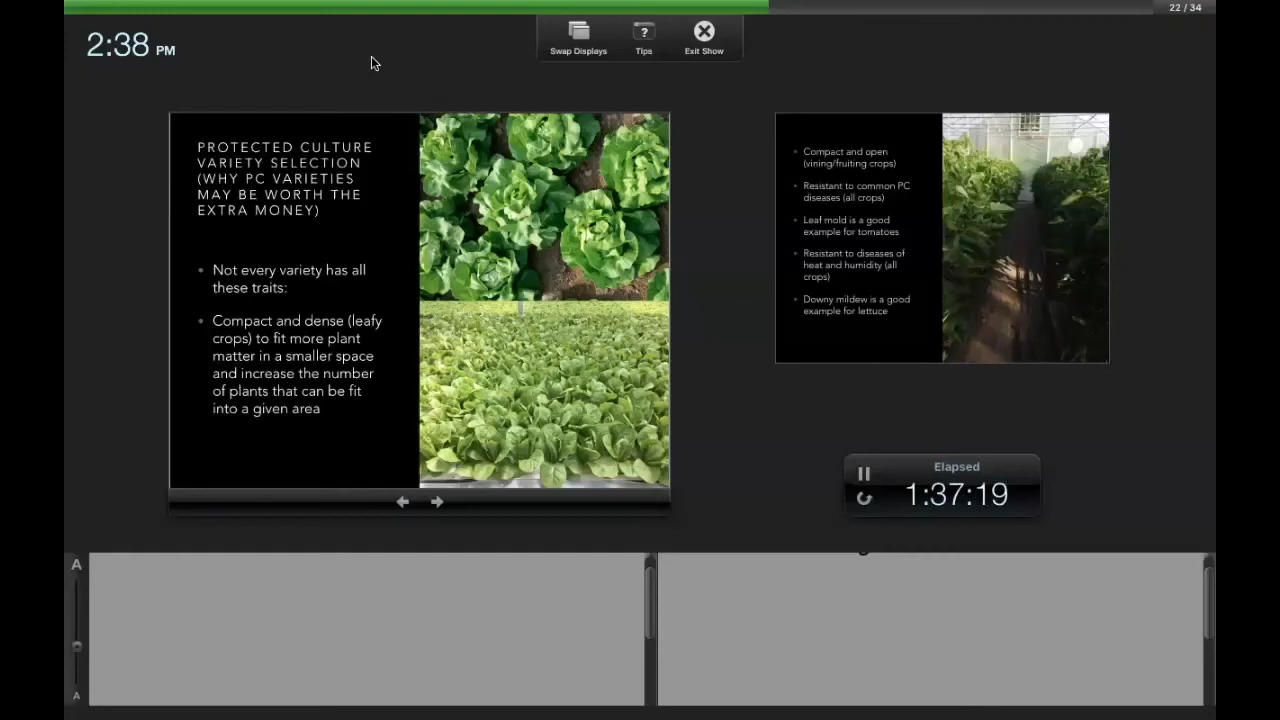 22 / 34
2:38 PM
Swap Displays
Tips
Exit Show
PROTECTED CULTURE
VARIETY SELECTION
(WHY PC VARIETIES
MAY BE WORTH THE
EXTRA MONEY)
• Not every variety has all
these traits:
• Compact and dense (leafy
crops) to fit more plant
matter in a smaller space
and increase the number
of plants that can be fit
into a given area
• Compact and open
(vining/fruiting crops)
• Resistant to common PC
diseases (all crops)
• Leaf mold is a good
example for tomatoes
• Resistant to diseases of
heat and humidity (all
crops)
• Downy mildew is a good
example for lettuce
Elapsed
1:37:19
A
A